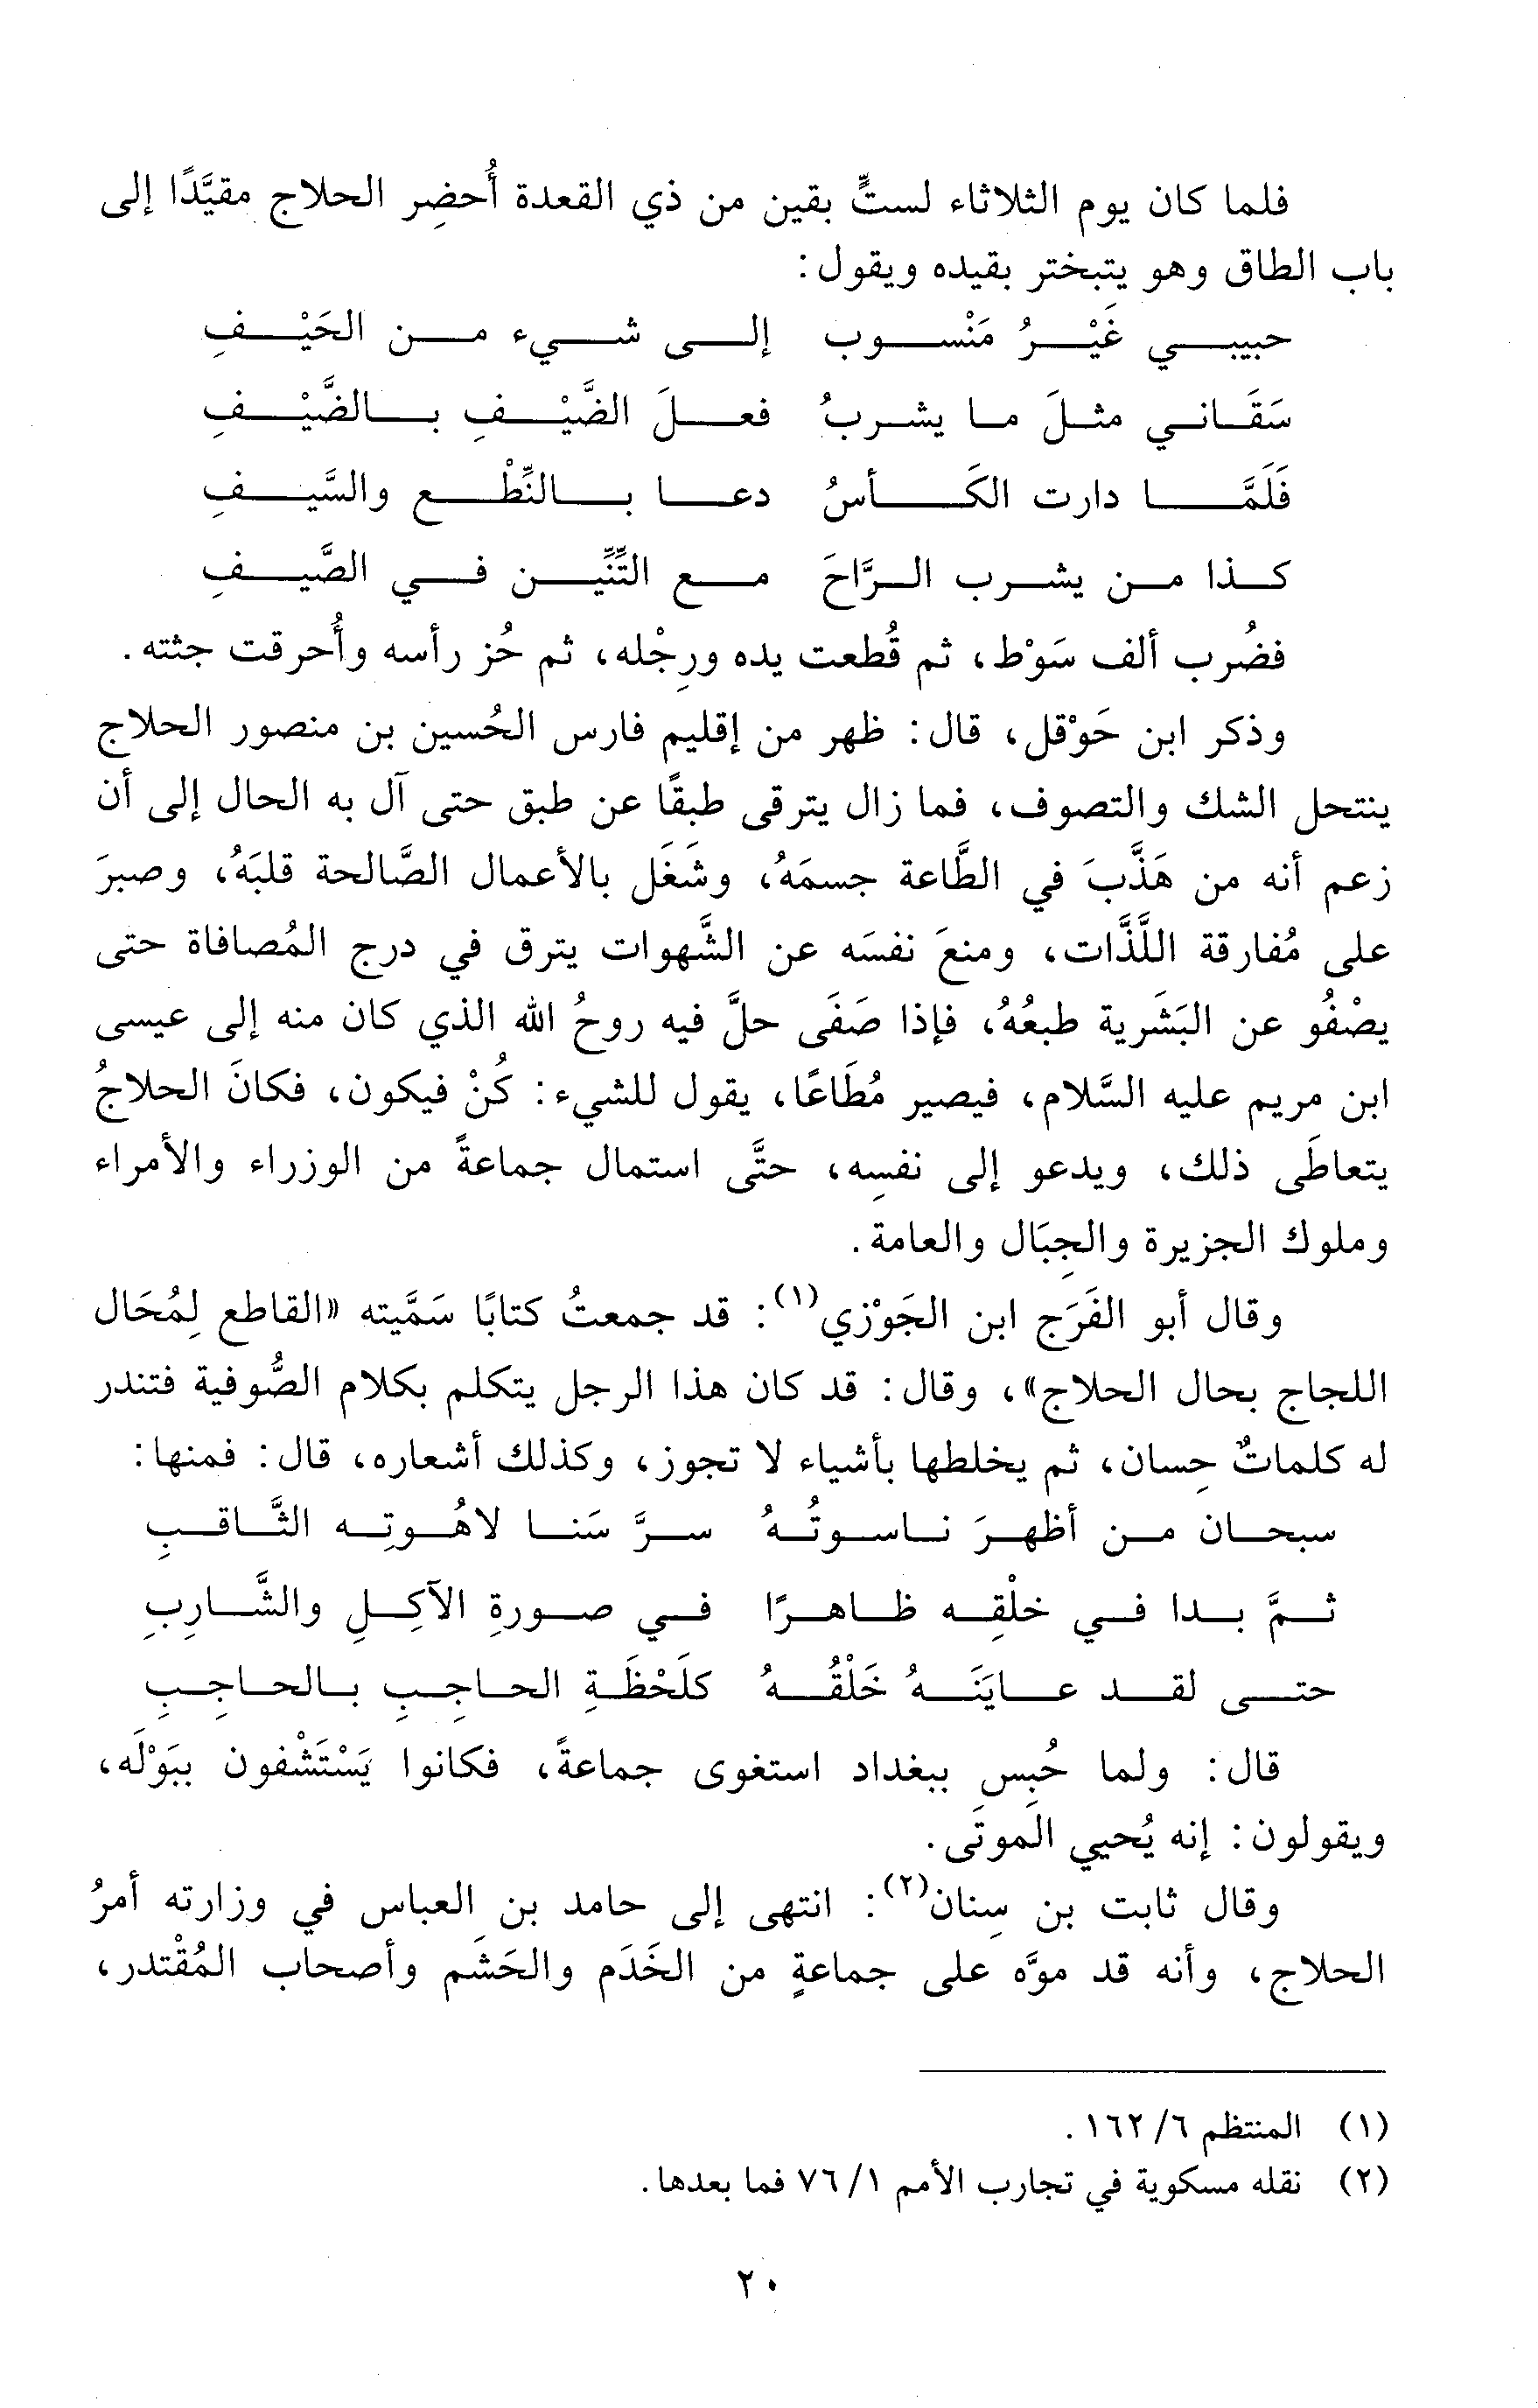 فلما كان يوم الثلاثاء لستٍّ بقين من ذي القعدة أُحضِر الحلاج مقيَّدًا إلى
باب الطاق وهو يتبختر بقيده ويقول:
حبيبي غَيْرُ مَنْسوب إلى شيء من الحَيْفِ
سَقَاني مثلَ ما يشربُ فعلَ الضَّيْفِ بالضَّيْفِ
فَلَمَّا دارت الكَأسُ دعا بالنِّطْع والسَّيفِ
كذا من يشرب الرَّاحَ مع التِّنِّين في الصَّيفِ
فضُرب ألف سَوْط، ثم قُطعت يده ورِجْله، ثم حُز رأسه وأُحرقت جثته.
وذكر ابن حَوْقل، قال: ظهر من إقليم فارس الحُسين بن منصور الحلاج
ينتحل الشك والتصوف، فما زال يترقى طبقًا عن طبق حتى آل به الحال إلى أن
زعم أنه من هَذَّبَ في الطَّاعة جسمَهُ، وشَغَل بالأعمال الصَّالحة قلبَهُ، وصبرَ
على مُفارقة اللَّذَّات، ومنعَ نفسَه عن الشَّهوات يترق في درج المُصافاة حتى
يصْفُو عن البَشَرية طبعُهُ، فإذا صَفَى حلَّ فيه روحُ الله الذي كان منه إلى عيسى
ابن مريم عليه السَّلام، فيصير مُطَاعًا، يقول للشيء: كُنْ فيكون، فكانَ الحلاجُ
يتعاطَى ذلك، ويدعو إلى نفسِه، حتَّى استمال جماعةً من الوزراء والأمراء
وملوك الجزيرة والجِبَال والعامة.
وقال أبو الفَرَج ابن الجَوْزي(١): قد جمعتُ كتابًا سَمَّيته «القاطع لِمُحَال
اللجاج بحال الحلاج»، وقال: قد كان هذا الرجل يتكلم بكلام الصُّوفية فتندر
له كلماتٌ حِسان، ثم يخلطها بأشياء لا تجوز، وكذلك أشعاره، قال: فمنها:
سبحان من أظهرَ ناسوتُهُ سرَّ سَنا لاهُوتِه الثَّاقبِ
ثمَّ بدا في خلْقِه ظاهرًا في صورةِ الآكِلِ والشَّارِبِ
حتى لقد عايَنَهُ خَلْقُهُ كلَحْظَةِ الحاجِبِ بالحاجِبِ
قال: ولما حُبِس ببغداد استغوى جماعةً، فكانوا يَسْتَشْفون ببَوْلَه،
ويقولون: إنه يُحيي الموتَى.
وقال ثابت بن سِنان(٢): انتهى إلى حامد بن العباس في وزارته أمرُ
الحلاج، وأنه قد موَّه على جماعةٍ من الخَدَم والحَشَم وأصحاب المُقْتدر،
(١) المنتظم ٦/ ١٦٢.
(٢) نقله مسكوية في تجارب الأمم ١/ ٧٦ فما بعدها.
٢٠